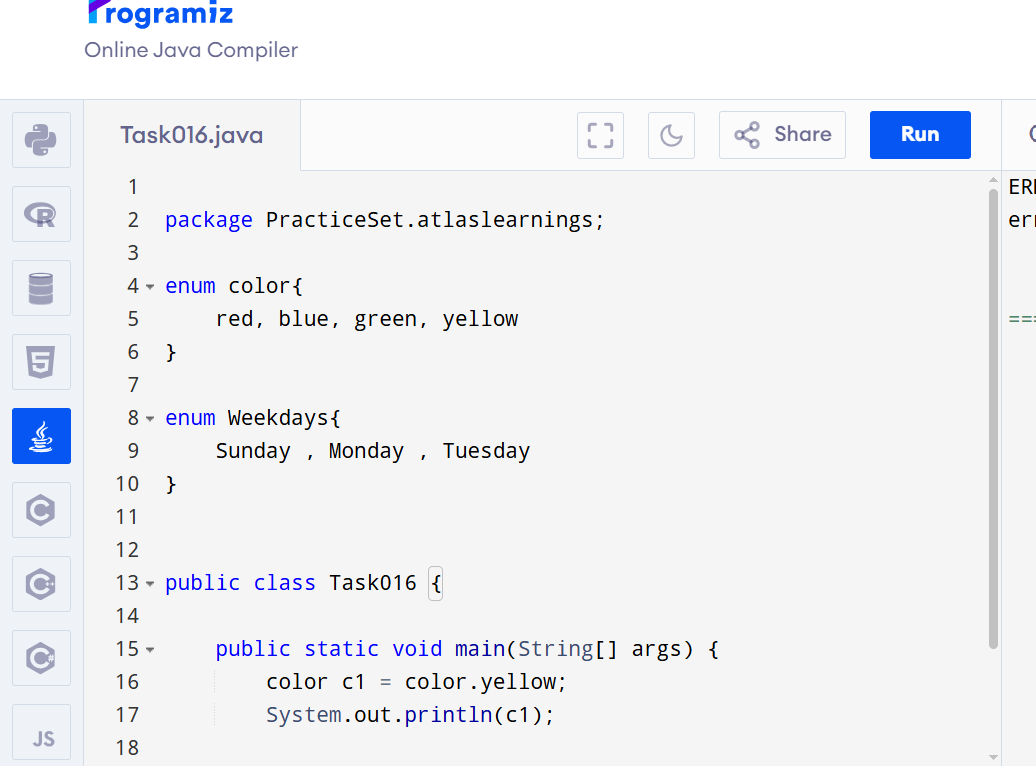 Programiz
Online Java Compiler
Task016.java
Share
Run
1
2 package PracticeSet.atlaslearnings;
3
4 enum color{
5 red, blue, green, yellow
6 }
7
8 enum Weekdays{
9 Sunday , Monday , Tuesday
10 }
11
12
13 public class Task016 {
14
15 public static void main(String[] args) {
16 color c1 = color.yellow;
17 System.out.println(c1);
18
R
5
C
C++
C#
JS
===